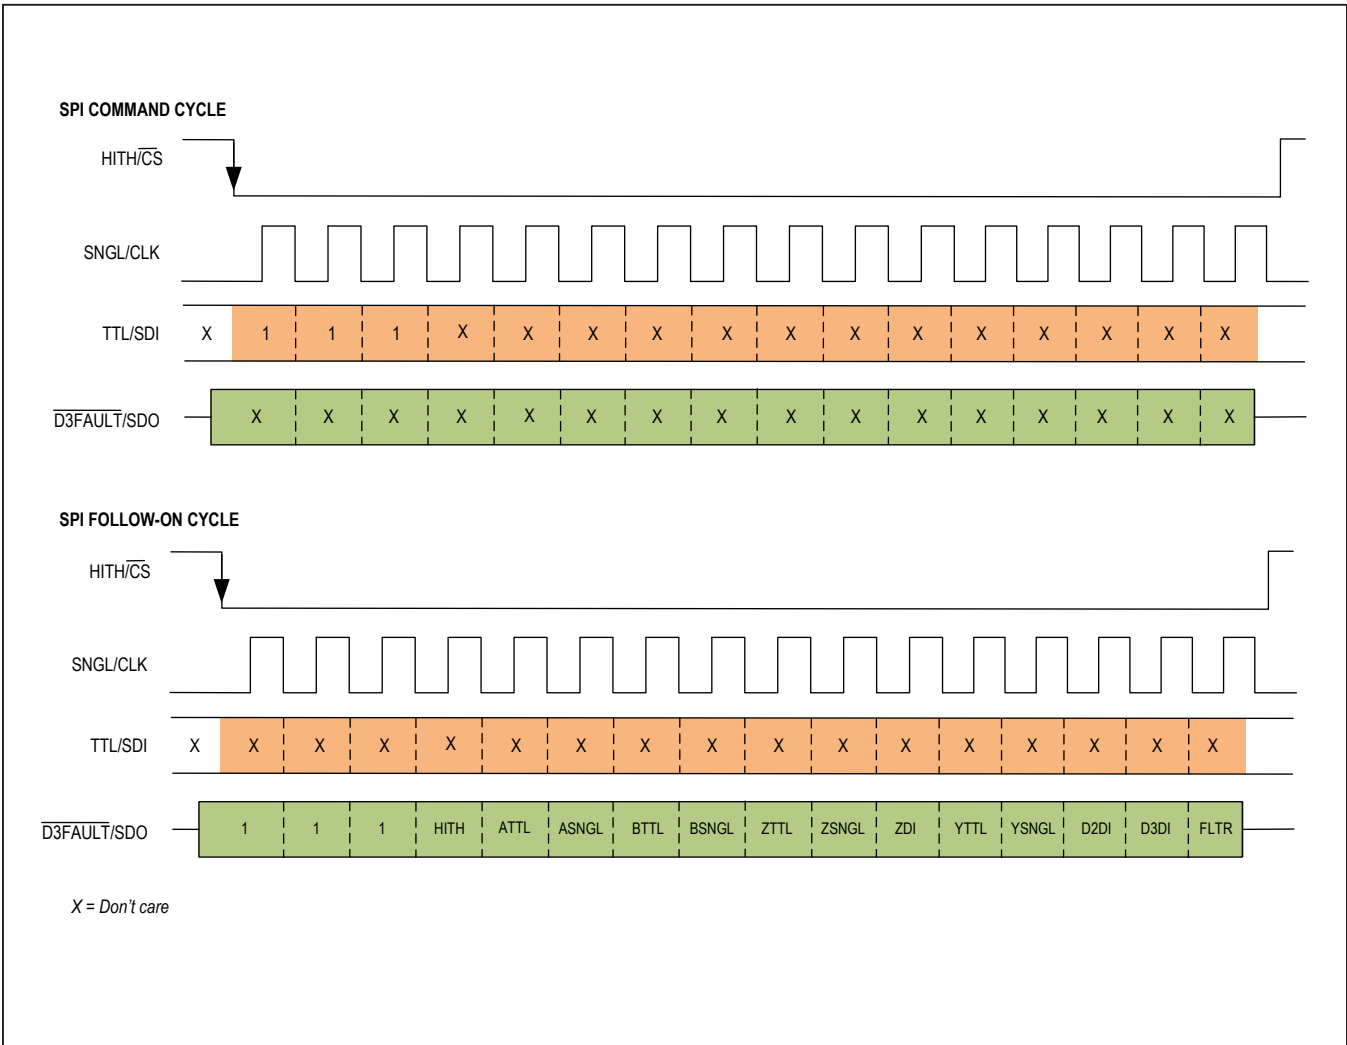 SPI COMMAND CYCLE
HITH/CS
SNGL/CLK
TTL/SDI X 1 1 1 X X X X X X X X X X X X X
D3FAULT/SDO X X X X X X X X X X X X X X X X
SPI FOLLOW-ON CYCLE
HITH/CS
SNGL/CLK
TTL/SDI X X X X X X X X X X X X X X X X X
D3FAULT/SDO 1 1 1 HITH ATTL ASNGL BTTL BSNGL ZTTL ZSNGL ZDI YTTL YSNGL D2DI D3DI FLTR
X = Don't care